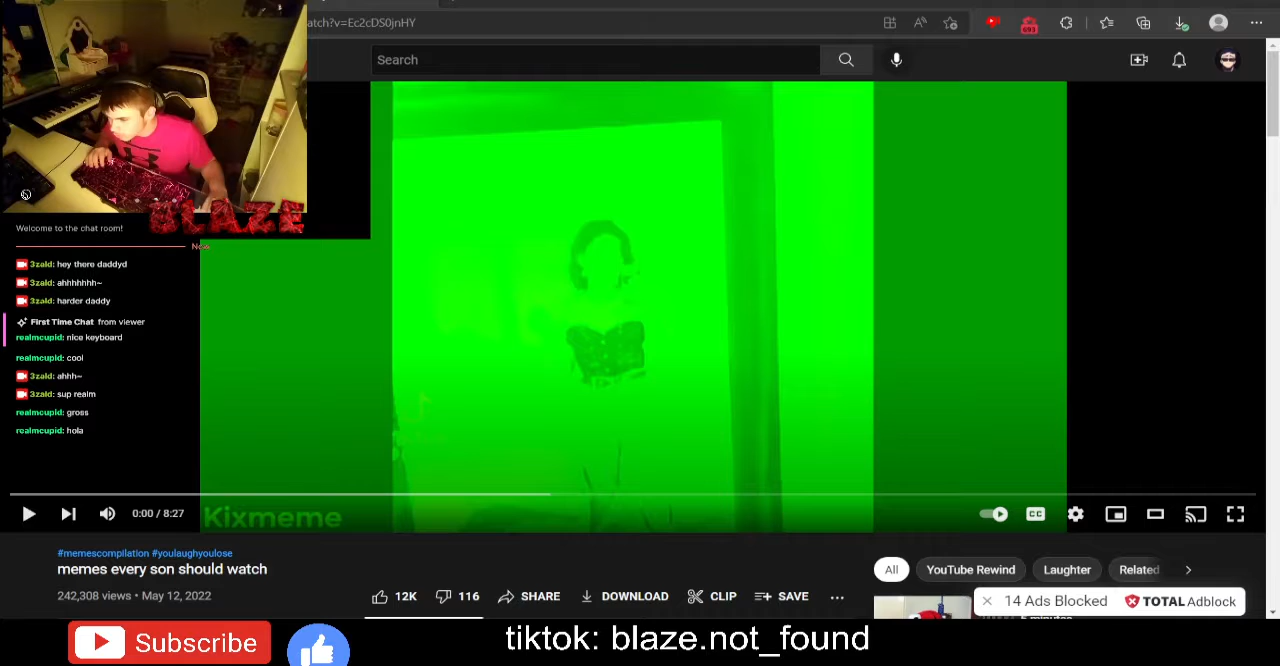 atch?v=Ec2cDS0jnHY
693
Search
BLAZE
Welcome to the chat room!
New
3zald: hey there daddyd
3zald: ahhhhhhh~
3zald: harder daddy
First Time Chat from viewer
realmcupid: nice keyboard
realmcupid: cool
3zald: ahhh~
3zald: sup realm
realmcupid: gross
realmcupid: hola
Kixmeme
0:00 / 8:27
CC
#memescompilation #youlaughyoulose
memes every son should watch
242,308 views • May 12, 2022
12K
116
SHARE
DOWNLOAD
CLIP
SAVE
All
YouTube Rewind
Laughter
Related
14 Ads Blocked
TOTAL Adblock
Subscribe
tiktok: blaze.not_found